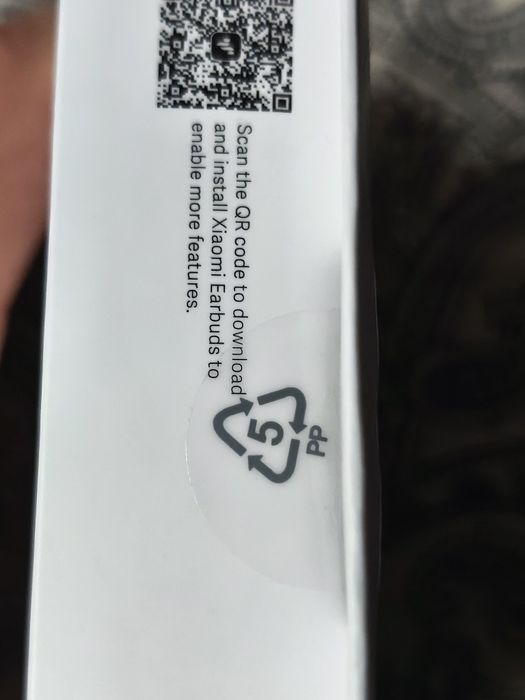 Scan the QR code to download
and install Xiaomi Earbuds to
enable more features.
5
PP